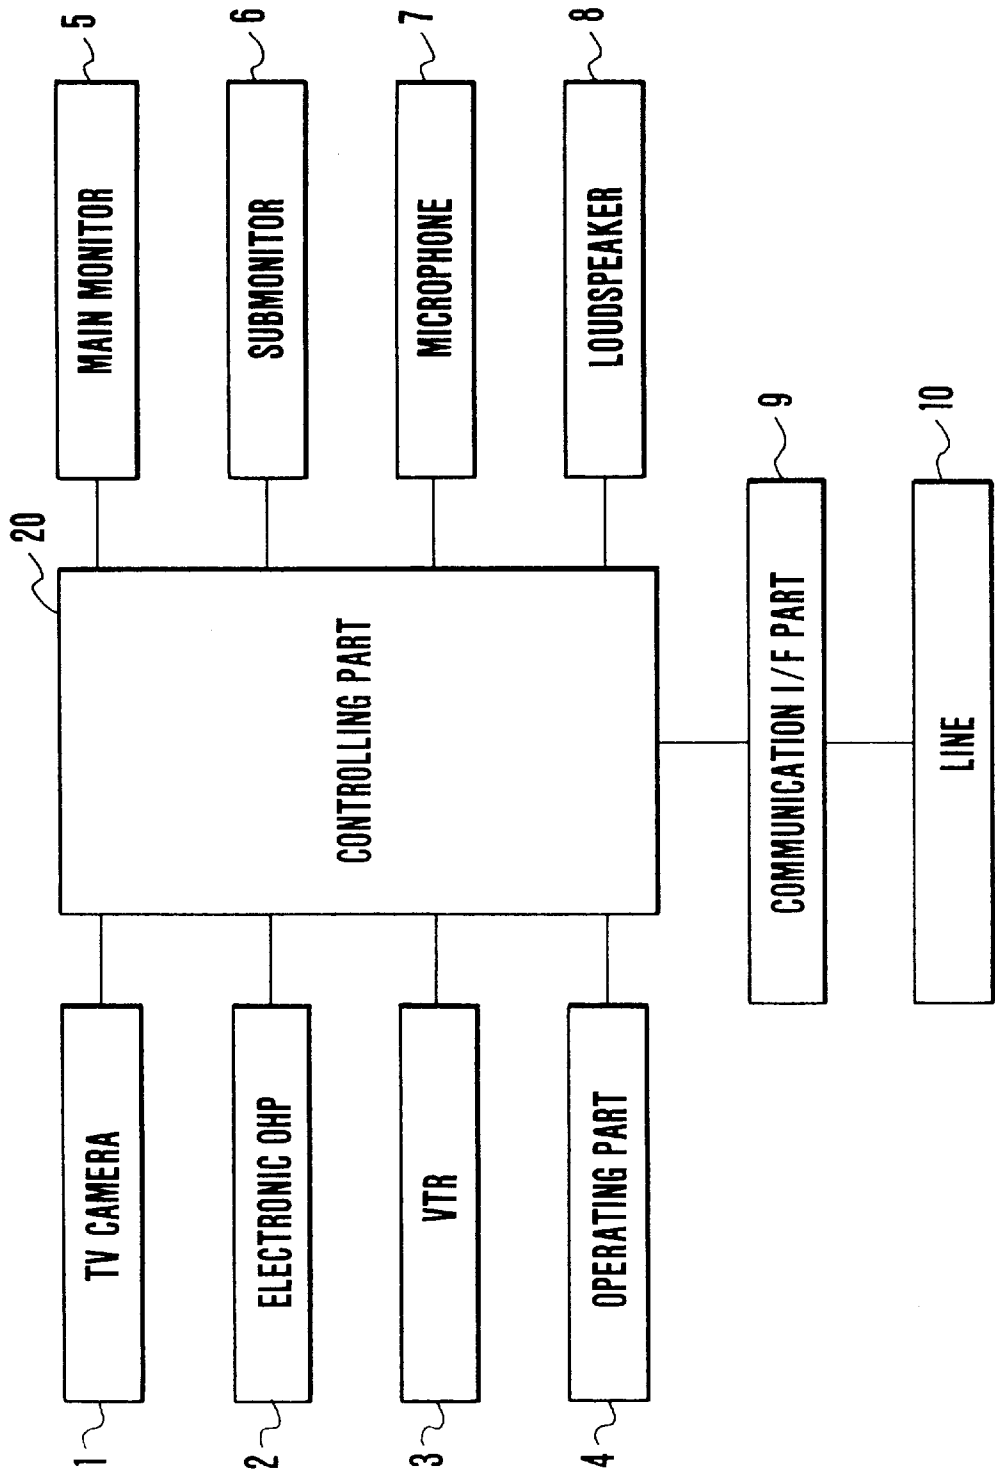 20
1
TV CAMERA
2
ELECTRONIC OHP
3
VTR
4
OPERATING PART
CONTROLLING PART
MAIN MONITOR
5
SUBMONITOR
6
MICROPHONE
7
LOUDSPEAKER
8
COMMUNICATION I/F PART
9
LINE
10